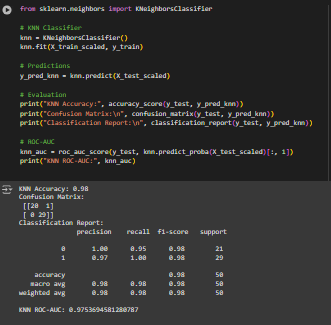 from sklearn.neighbors import KNeighborsClassifier
# KNN Classifier
knn = KNeighborsClassifier()
knn.fit(X_train_scaled, y_train)
# Predictions
y_pred_knn = knn.predict(X_test_scaled)
# Evaluation
print("KNN Accuracy:", accuracy_score(y_test, y_pred_knn))
print("Confusion Matrix:\n", confusion_matrix(y_test, y_pred_knn))
print("Classification Report:\n", classification_report(y_test, y_pred_knn))
# ROC-AUC
knn_auc = roc_auc_score(y_test, knn.predict_proba(X_test_scaled)[:, 1])
print("KNN ROC-AUC:", knn_auc)
KNN Accuracy: 0.98
Confusion Matrix:
[[20 1]
[ 0 29]]
Classification Report:
precision recall f1-score support
0 1.00 0.95 0.98 21
1 0.97 1.00 0.98 29
accuracy 0.98 50
macro avg 0.98 0.98 0.98 50
weighted avg 0.98 0.98 0.98 50
KNN ROC-AUC: 0.9753694581280787